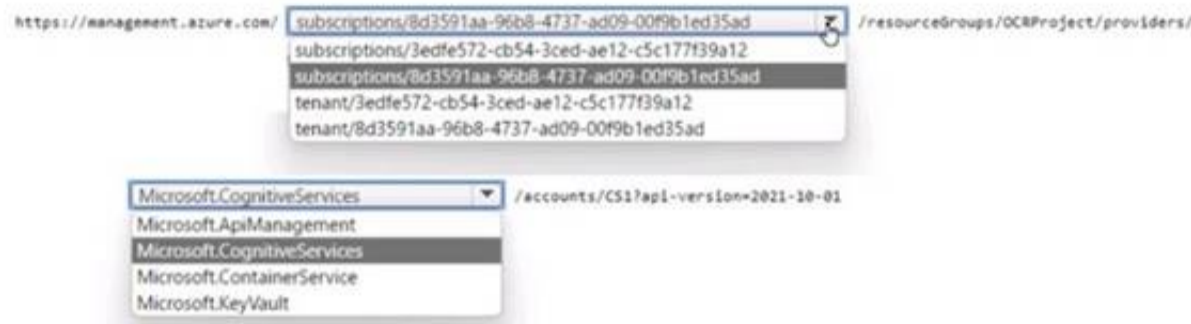 https://management.azure.com/ subscriptions/8d3591aa-96b8-4737-ad09-00f9b1ed35ad /resourceGroups/OCRProject/providers/
subscriptions/3edfe572-cb54-3ced-ae12-c5c177f39a12
subscriptions/8d3591aa-96b8-4737-ad09-00f9b1ed35ad
tenant/3edfe572-cb54-3ced-ae12-c5c177f39a12
tenant/8d3591aa-96b8-4737-ad09-00f9b1ed35ad
Microsoft.CognitiveServices /accounts/CS1?api-version=2021-10-01
Microsoft.ApiManagement
Microsoft.CognitiveServices
Microsoft.ContainerService
Microsoft.KeyVault